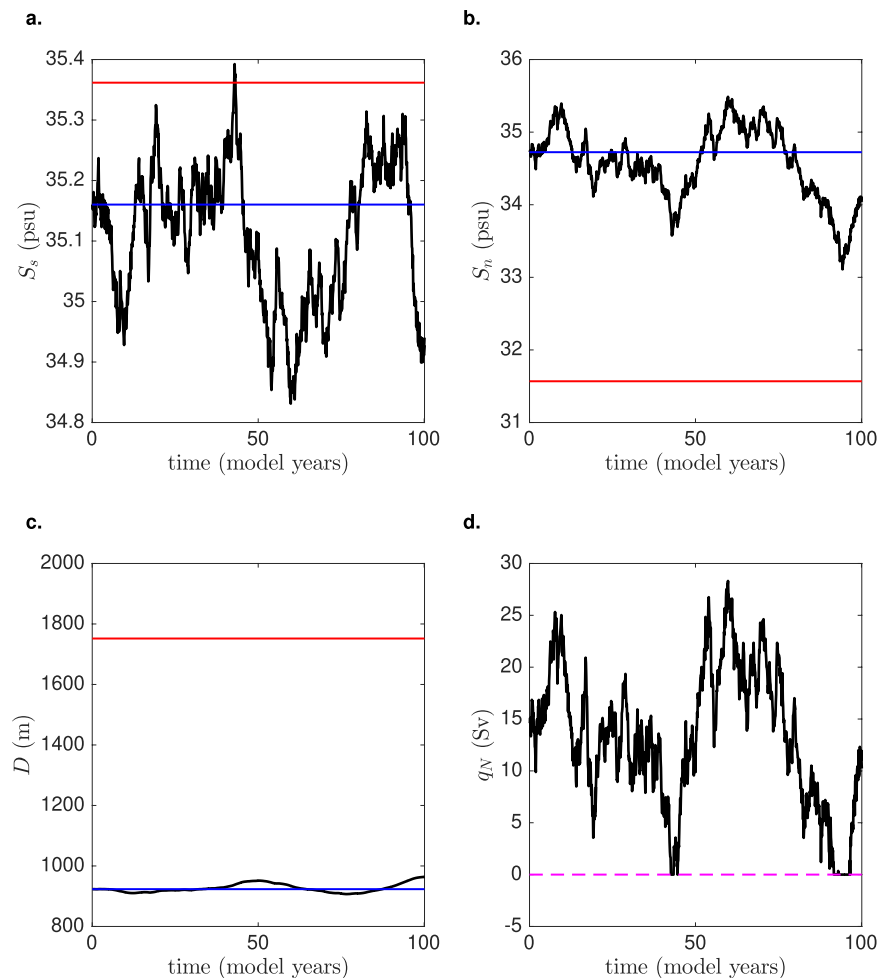 a.
35.4
35.3
35.2
35.1
35
34.9
34.8
S_s (psu)
0 50 100
time (model years)
b.
36
35
34
33
32
31
S_n (psu)
0 50 100
time (model years)
c.
2000
1800
1600
1400
1200
1000
800
D (m)
0 50 100
time (model years)
d.
30
25
20
15
10
5
0
-5
q_N (Sv)
0 50 100
time (model years)